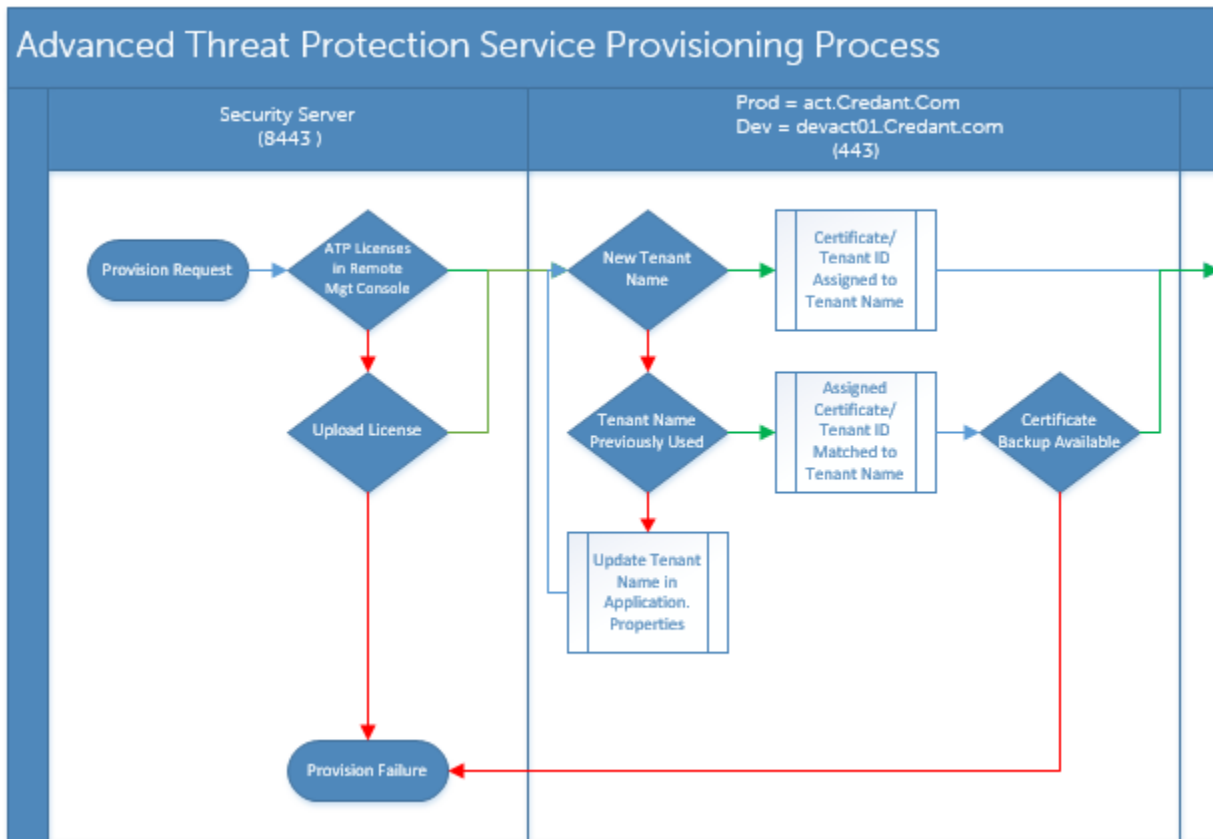 Advanced Threat Protection Service Provisioning Process
Security Server
(8443 )
Prod = act.Credant.Com
Dev = devact01.Credant.com
(443)
Provision Request
ATP Licenses
in Remote
Mgt Console
New Tenant
Name
Certificate/
Tenant ID
Assigned to
Tenant Name
Upload License
Tenant Name
Previously Used
Assigned
Certificate/
Tenant ID
Matched to
Tenant Name
Certificate
Backup Available
Update Tenant
Name in
Application.
Properties
Provision Failure